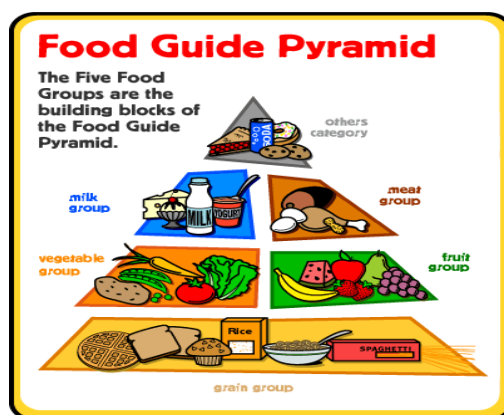 Food Guide Pyramid
The Five Food
Groups are the
building blocks of
the Food Guide
Pyramid.
others
category
SODA
milk
group
MILK
YOGURT
meat
group
vegetable
group
fruit
group
Rice
SPAGHETTI
grain group